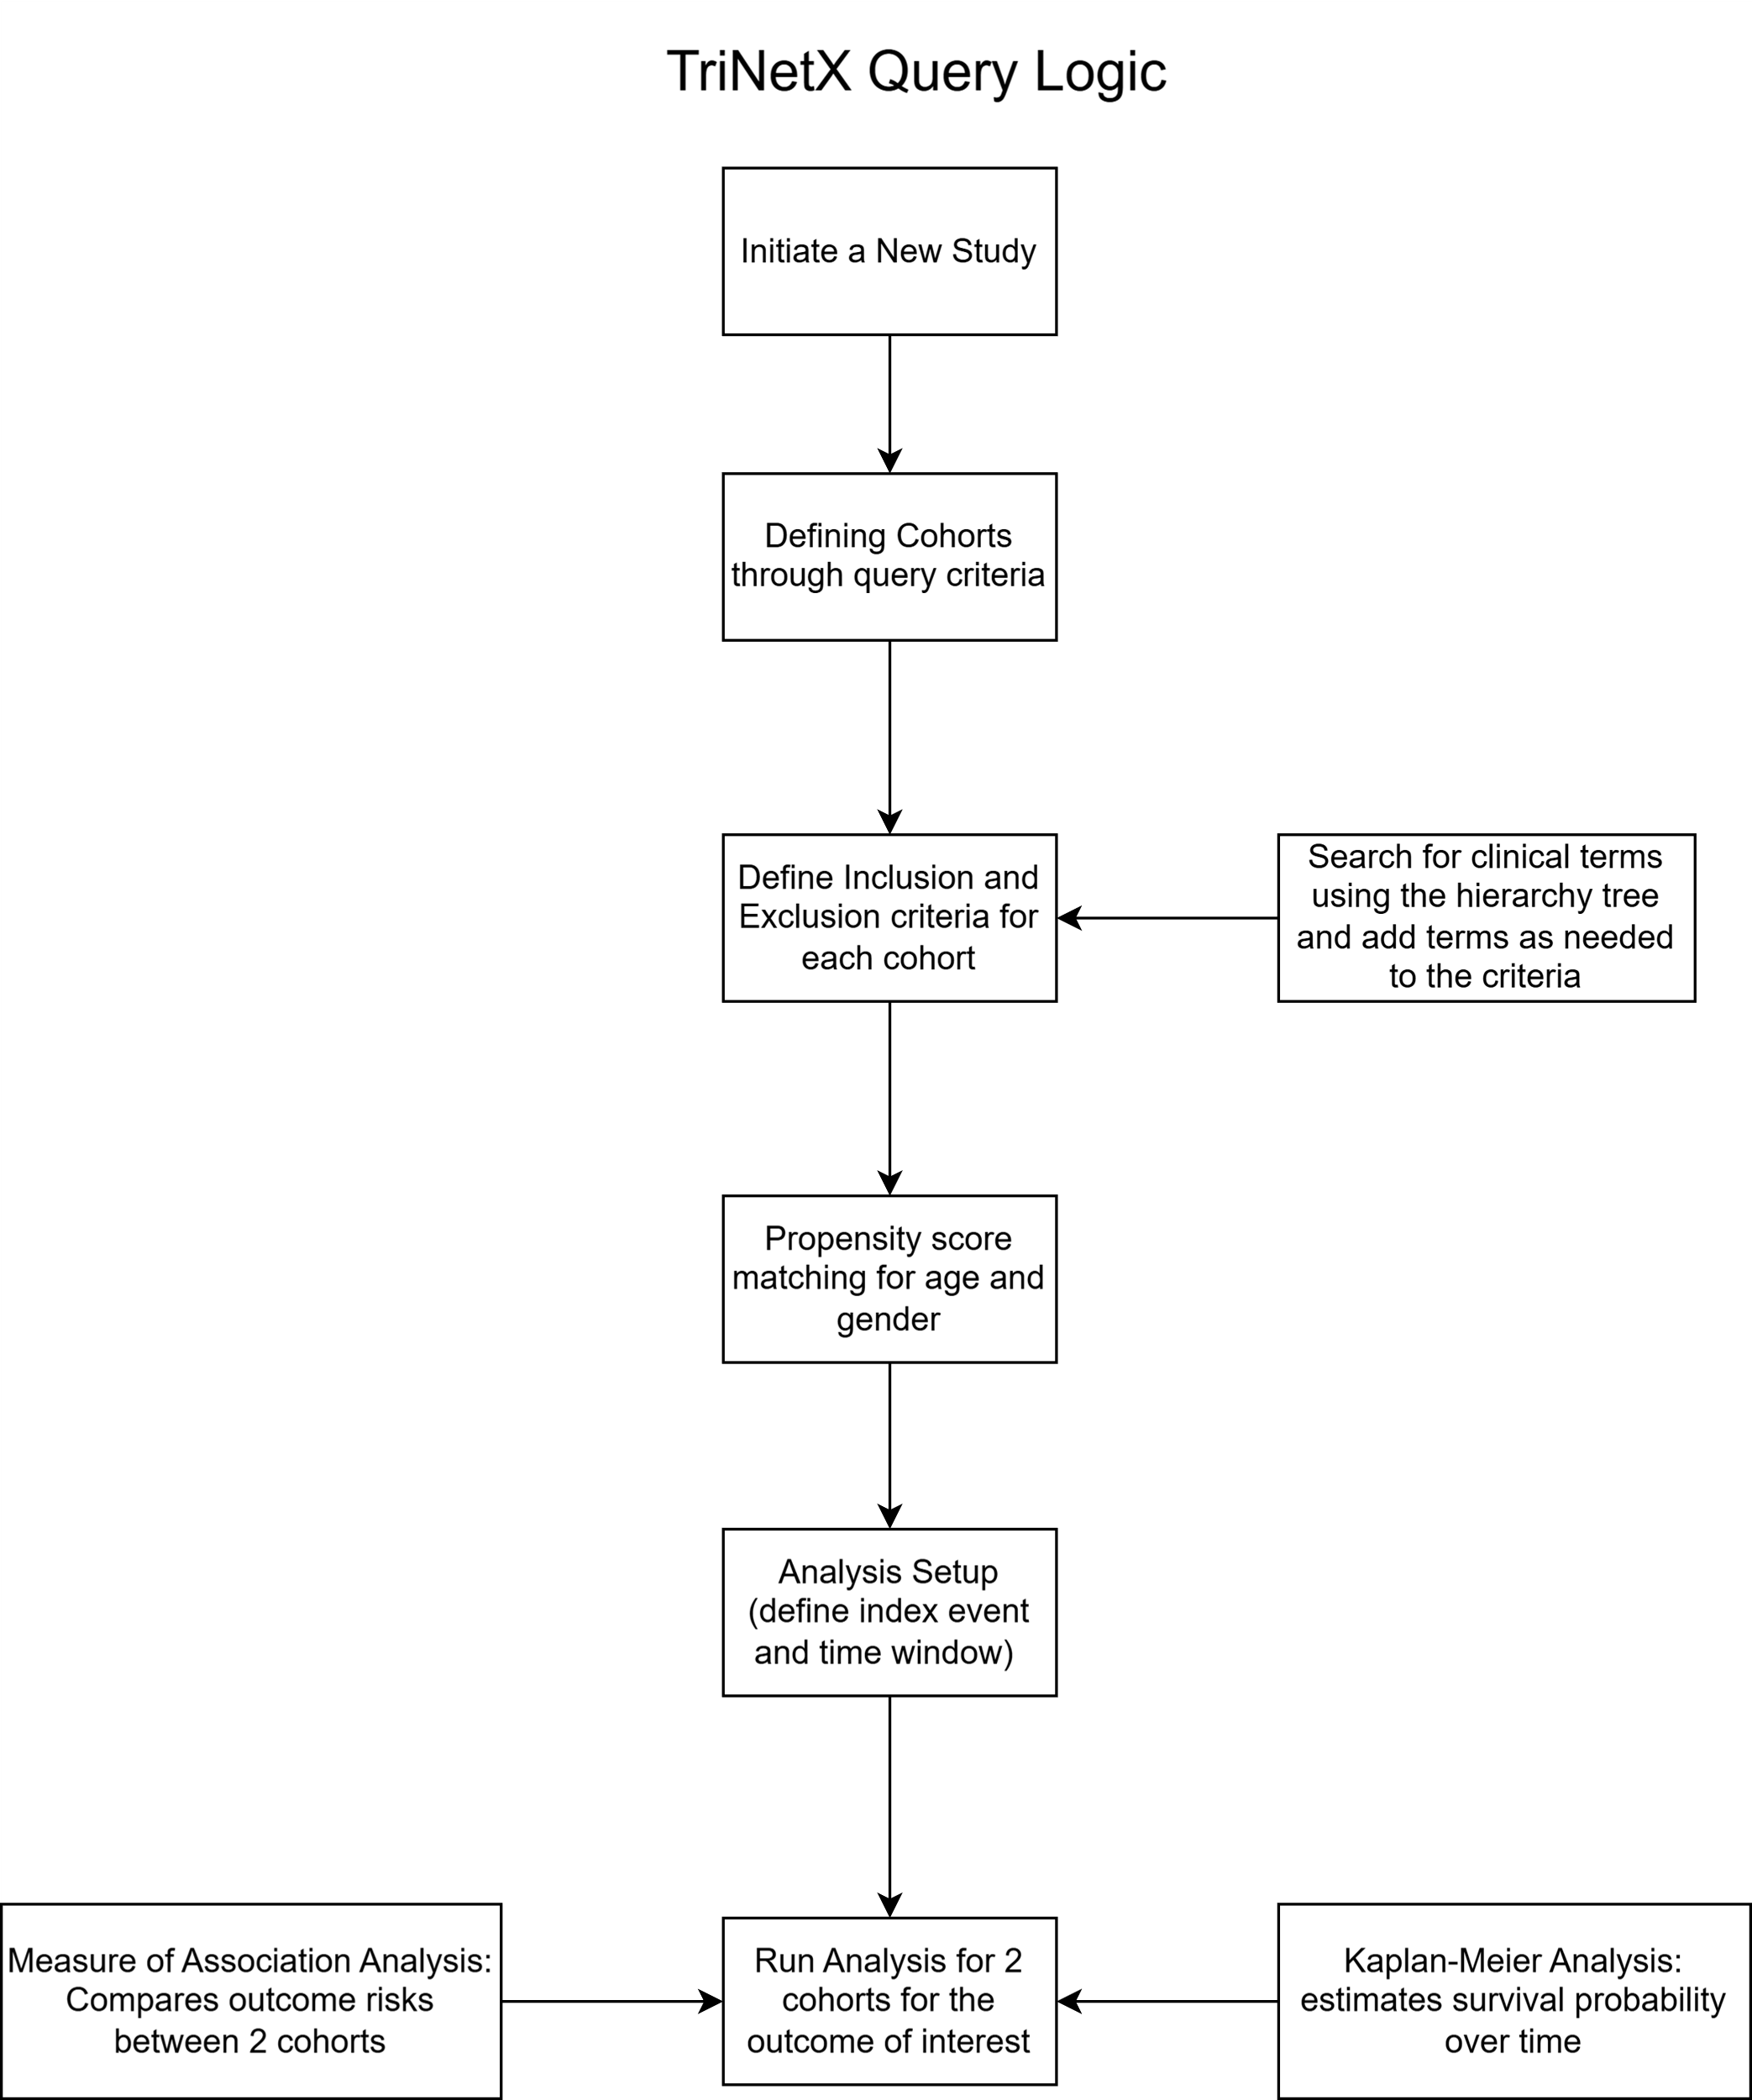 TriNetX Query Logic
Initiate a New Study
Defining Cohorts
through query criteria
Define Inclusion and
Exclusion criteria for
each cohort
Search for clinical terms
using the hierarchy tree
and add terms as needed
to the criteria
Propensity score
matching for age and
gender
Analysis Setup
(define index event
and time window)
Measure of Association Analysis:
Compares outcome risks
between 2 cohorts
Run Analysis for 2
cohorts for the
outcome of interest
Kaplan-Meier Analysis:
estimates survival probability
over time